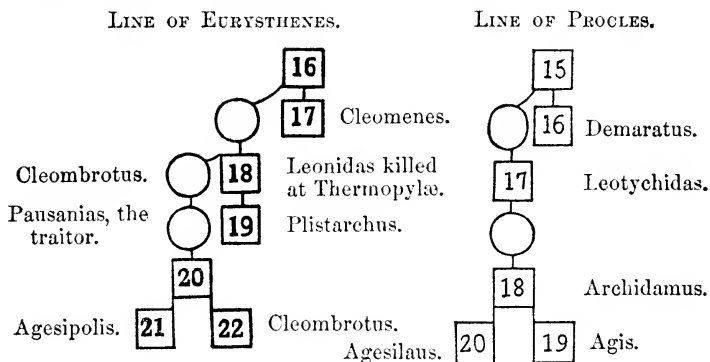 LINE OF EURYSTHENES.
LINE OF PROCLES.
16
15
17
Cleomenes.
16
Demaratus.
Cleombrotus.
18
Leonidas killed
at Thermopylæ.
17
Leotychidas.
Pausanias, the
traitor.
19
Plistarchus.
20
18
Archidamus.
Agesipolis.
21
22
Cleombrotus.
Agesilaus.
20
19
Agis.